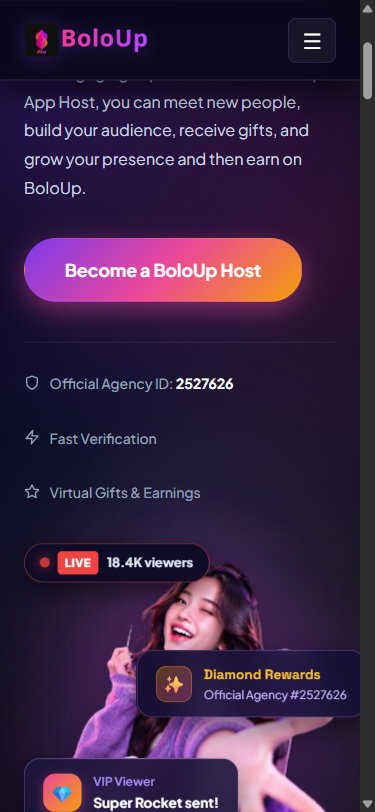 BoloUp
App Host, you can meet new people,
build your audience, receive gifts, and
grow your presence and then earn on
BoloUp.
Become a BoloUp Host
Official Agency ID: 2527626
Fast Verification
Virtual Gifts & Earnings
LIVE 18.4K viewers
Diamond Rewards
Official Agency #2527626
VIP Viewer
Super Rocket sent!